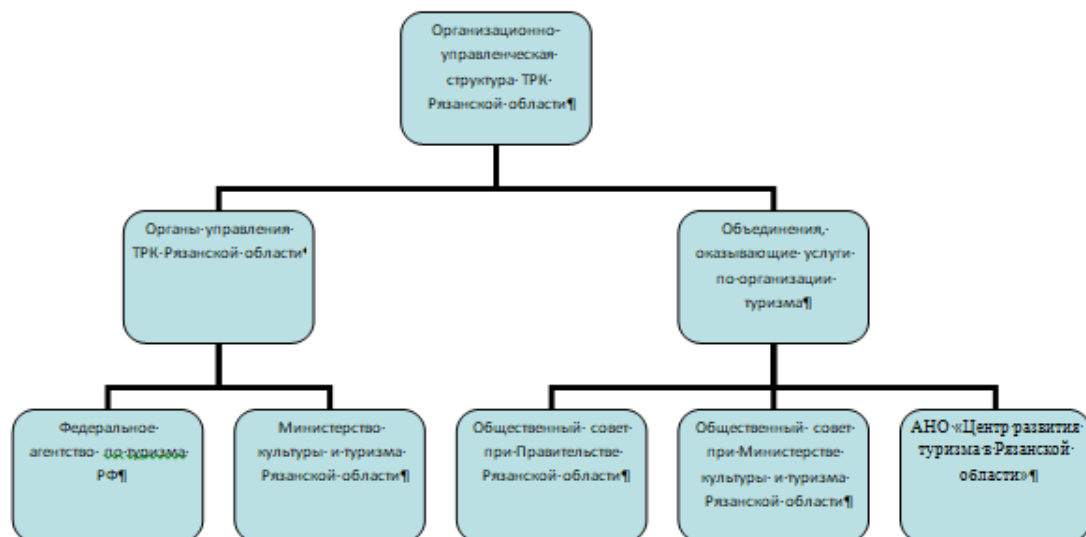 Организационно-
управленческая
структура ТРК
Рязанской области¶
Органы управления
ТРК Рязанской области¶
Объединения,
оказывающие услуги
по организации
туризма¶
Федеральное
агентство по туризма
РФ¶
Министерство
культуры и туризма
Рязанской области¶
Общественный совет
при Правительстве
Рязанской области¶
Общественный совет
при Министерстве
культуры и туризма
Рязанской области¶
АНО «Центр развития
туризма в Рязанской
области»¶